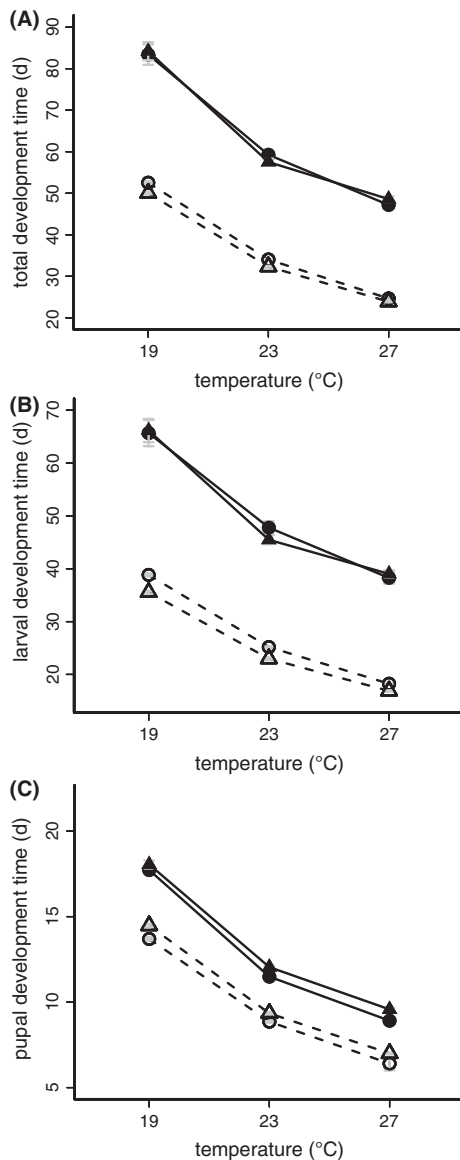 (A)
total development time (d)
90
80
70
60
50
40
30
20
19 23 27
temperature (°C)
(B)
larval development time (d)
70
60
50
40
30
20
19 23 27
temperature (°C)
(C)
pupal development time (d)
20
15
10
5
19 23 27
temperature (°C)